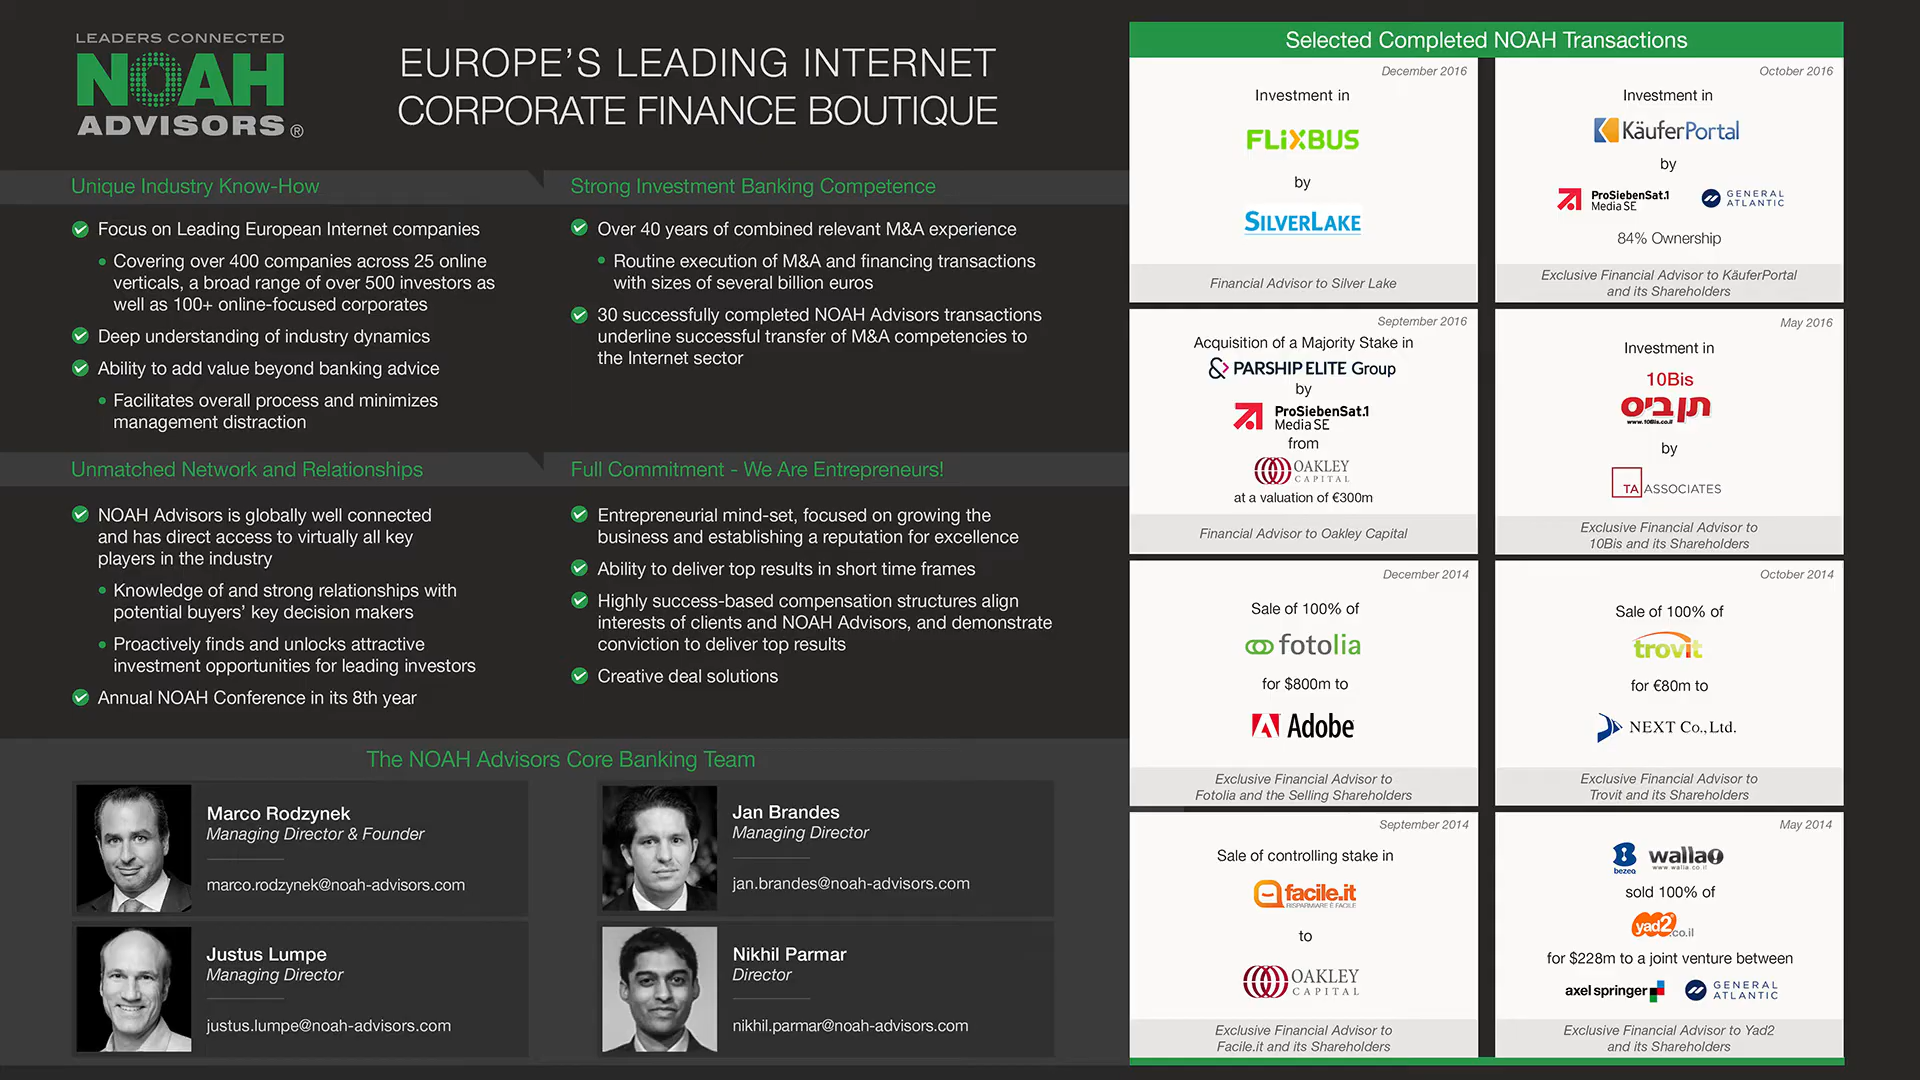 LEADERS CONNECTED
NOAH
ADVISORS ®
EUROPE'S LEADING INTERNET
CORPORATE FINANCE BOUTIQUE
Unique Industry Know-How
Focus on Leading European Internet companies
Covering over 400 companies across 25 online
verticals, a broad range of over 500 investors as
well as 100+ online-focused corporates
Deep understanding of industry dynamics
Ability to add value beyond banking advice
Facilitates overall process and minimizes
management distraction
Strong Investment Banking Competence
Over 40 years of combined relevant M&A experience
Routine execution of M&A and financing transactions
with sizes of several billion euros
30 successfully completed NOAH Advisors transactions
underline successful transfer of M&A competencies to
the Internet sector
Unmatched Network and Relationships
NOAH Advisors is globally well connected
and has direct access to virtually all key
players in the industry
Knowledge of and strong relationships with
potential buyers' key decision makers
Proactively finds and unlocks attractive
investment opportunities for leading investors
Annual NOAH Conference in its 8th year
Full Commitment - We Are Entrepreneurs!
Entrepreneurial mind-set, focused on growing the
business and establishing a reputation for excellence
Ability to deliver top results in short time frames
Highly success-based compensation structures align
interests of clients and NOAH Advisors, and demonstrate
conviction to deliver top results
Creative deal solutions
The NOAH Advisors Core Banking Team
Marco Rodzynek
Managing Director & Founder
marco.rodzynek@noah-advisors.com
Jan Brandes
Managing Director
jan.brandes@noah-advisors.com
Justus Lumpe
Managing Director
justus.lumpe@noah-advisors.com
Nikhil Parmar
Director
nikhil.parmar@noah-advisors.com
Selected Completed NOAH Transactions
December 2016
Investment in
FLiXBUS
by
SILVERLAKE
Financial Advisor to Silver Lake
October 2016
Investment in
KäuferPortal
by
ProSiebenSat.1
Media SE
GENERAL
ATLANTIC
84% Ownership
Exclusive Financial Advisor to KäuferPortal
and its Shareholders
September 2016
Acquisition of a Majority Stake in
PARSHIP ELITE Group
by
ProSiebenSat.1
Media SE
from
OAKLEY
CAPITAL
at a valuation of €300m
Financial Advisor to Oakley Capital
May 2016
Investment in
10Bis
תן ביס
www.10Bis.co.il
by
TA ASSOCIATES
Exclusive Financial Advisor to
10Bis and its Shareholders
December 2014
Sale of 100% of
fotolia
for $800m to
Adobe
Exclusive Financial Advisor to
Fotolia and the Selling Shareholders
October 2014
Sale of 100% of
trovit
for €80m to
NEXT Co., Ltd.
Exclusive Financial Advisor to
Trovit and its Shareholders
September 2014
Sale of controlling stake in
facile.it
RISPARMIARE È FACILE
to
OAKLEY
CAPITAL
Exclusive Financial Advisor to
Facile.it and its Shareholders
May 2014
bezeq
walla!
www.walla.co.il
sold 100% of
yad2.co.il
for $228m to a joint venture between
axel springer
GENERAL
ATLANTIC
Exclusive Financial Advisor to Yad2
and its Shareholders